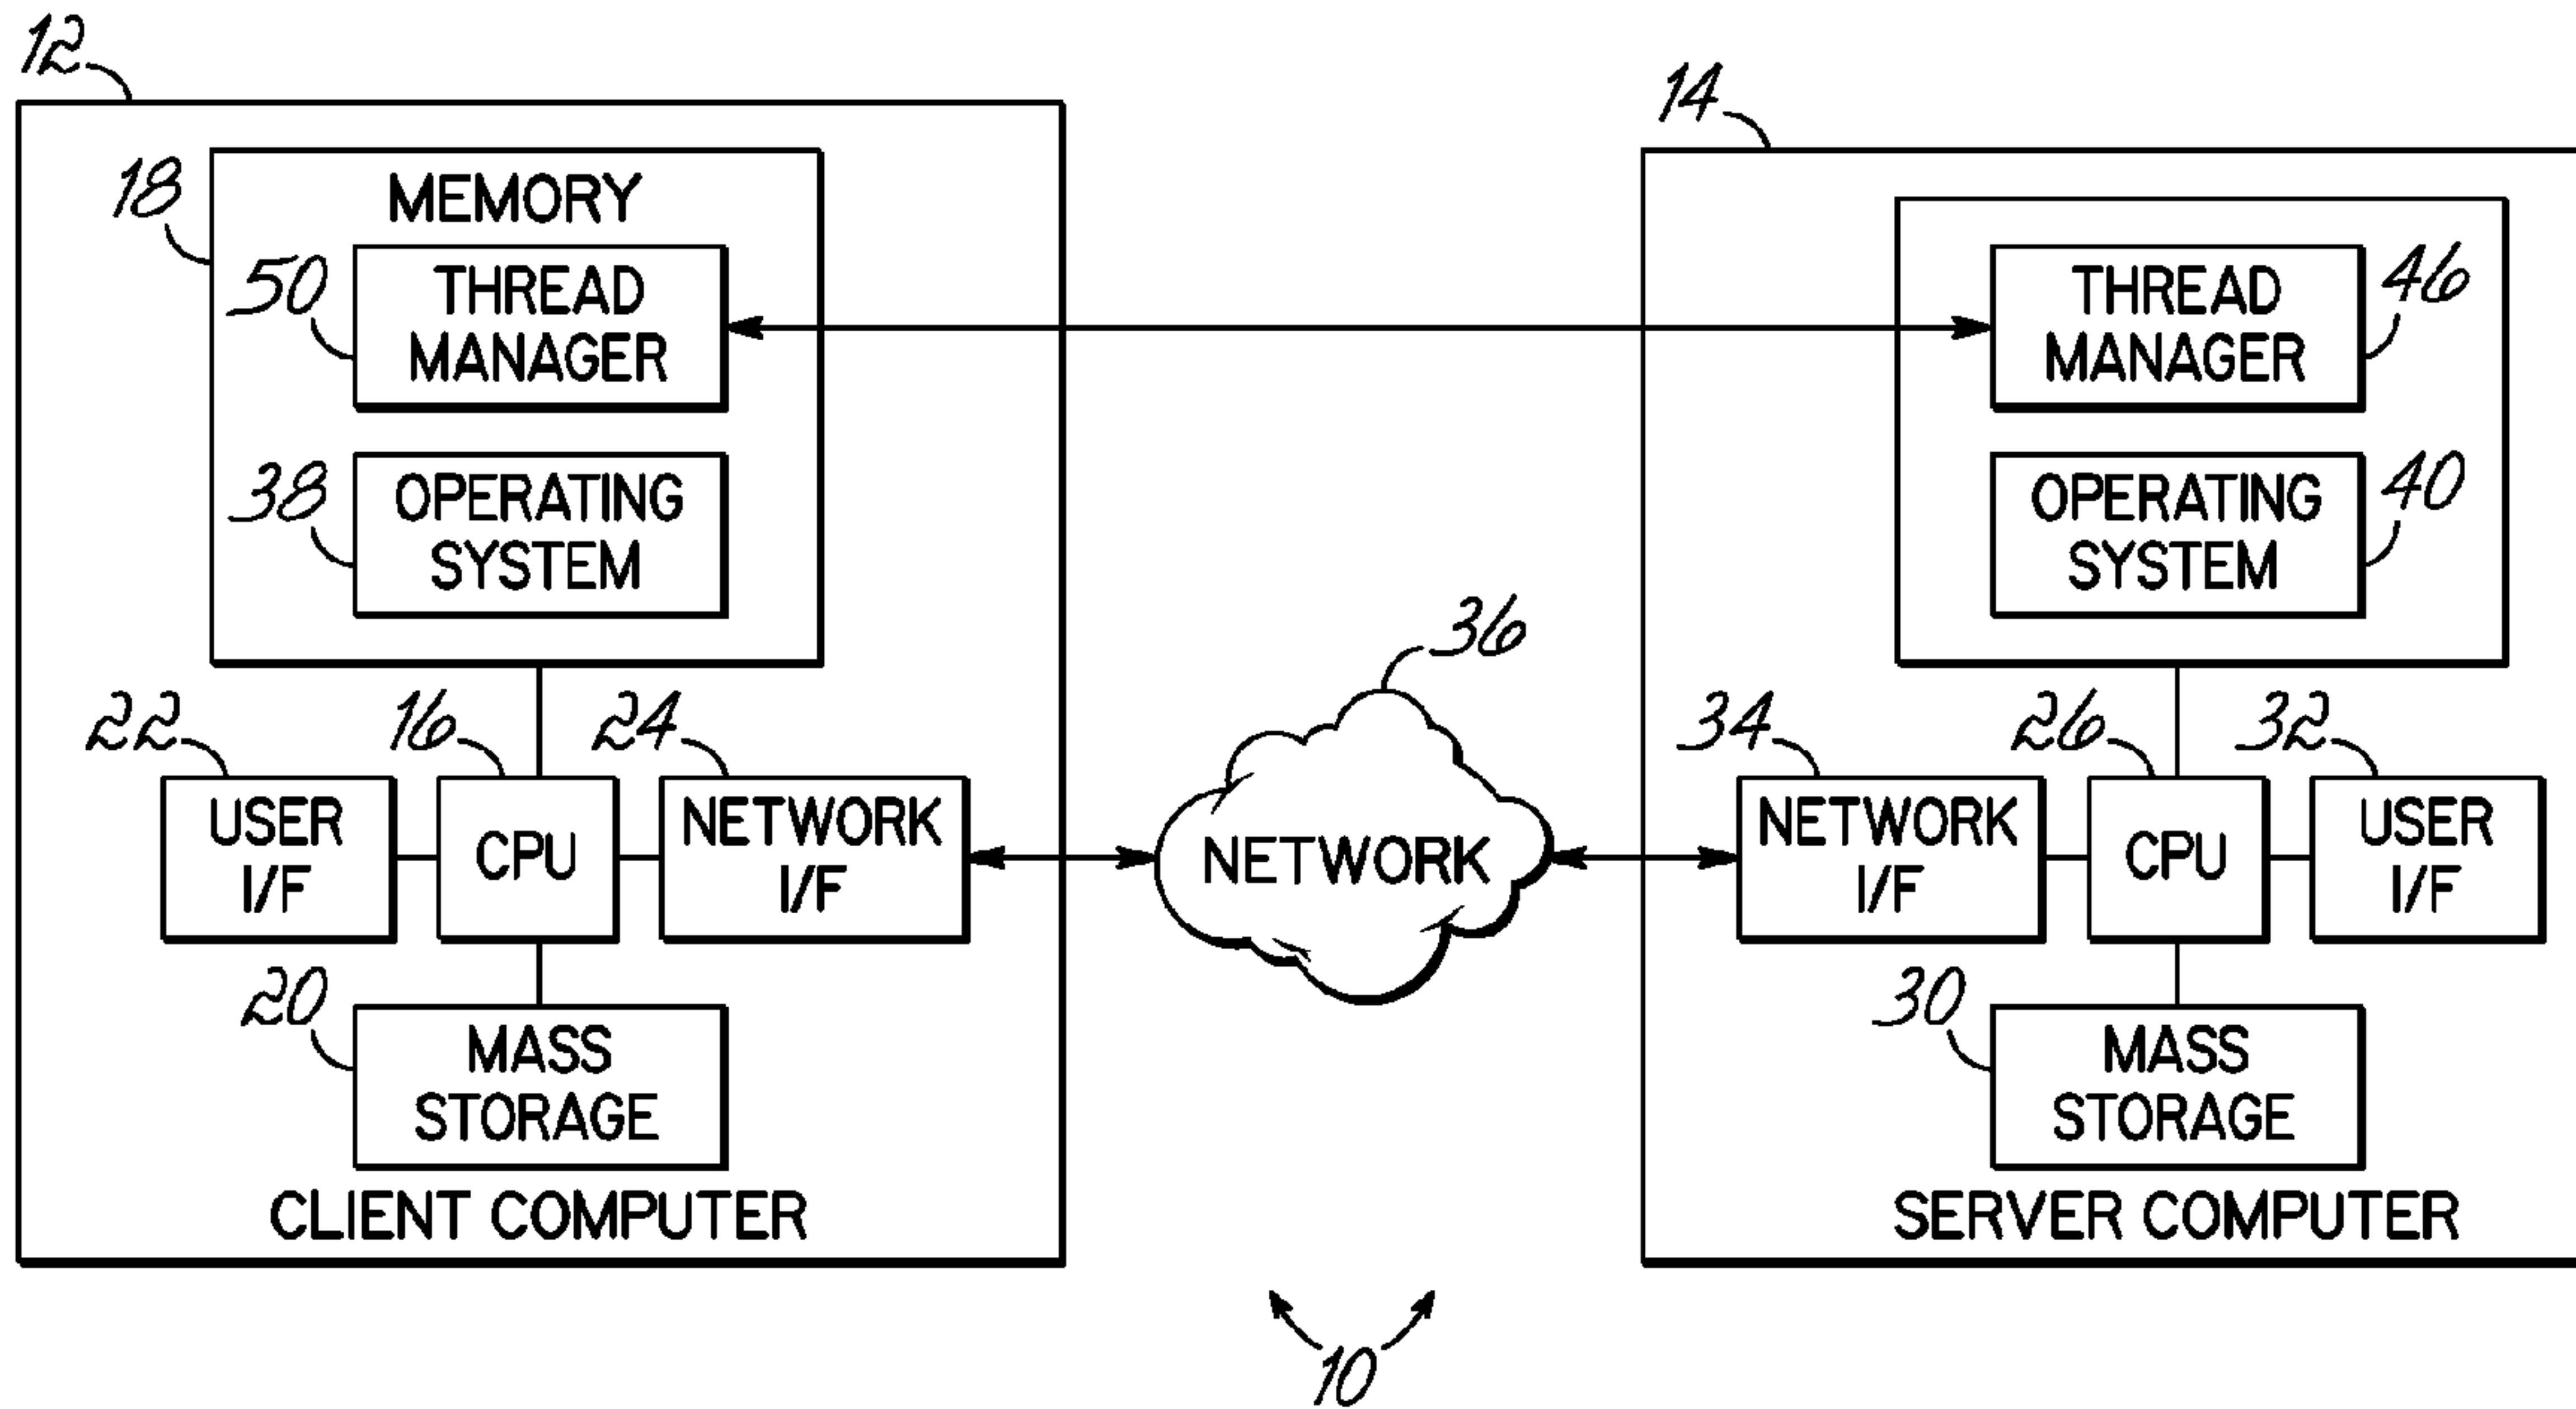 12
18
MEMORY
50
THREAD
MANAGER
38
OPERATING
SYSTEM
22
16
24
USER
I/F
CPU
NETWORK
I/F
20
MASS
STORAGE
CLIENT COMPUTER
36
NETWORK
14
THREAD
MANAGER
46
OPERATING
SYSTEM
40
34
26
32
NETWORK
I/F
CPU
USER
I/F
30
MASS
STORAGE
SERVER COMPUTER
10